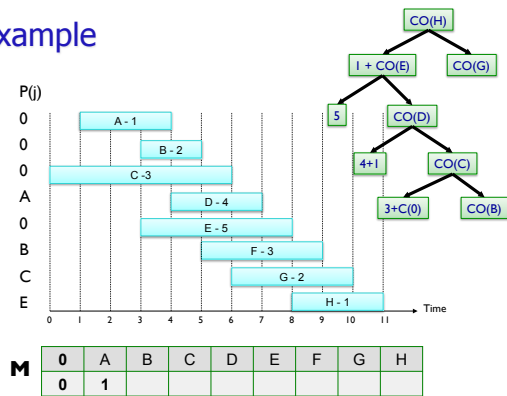 xample
CO(H)
1 + CO(E)
CO(G)
5
CO(D)
4+1
CO(C)
3+C(0)
CO(B)
P(j)
0
A - 1
0
B - 2
0
C -3
A
D - 4
0
E - 5
B
F - 3
C
G - 2
E
H - 1
Time
0 1 2 3 4 5 6 7 8 9 10 11
M
0 A B C D E F G H
0 1